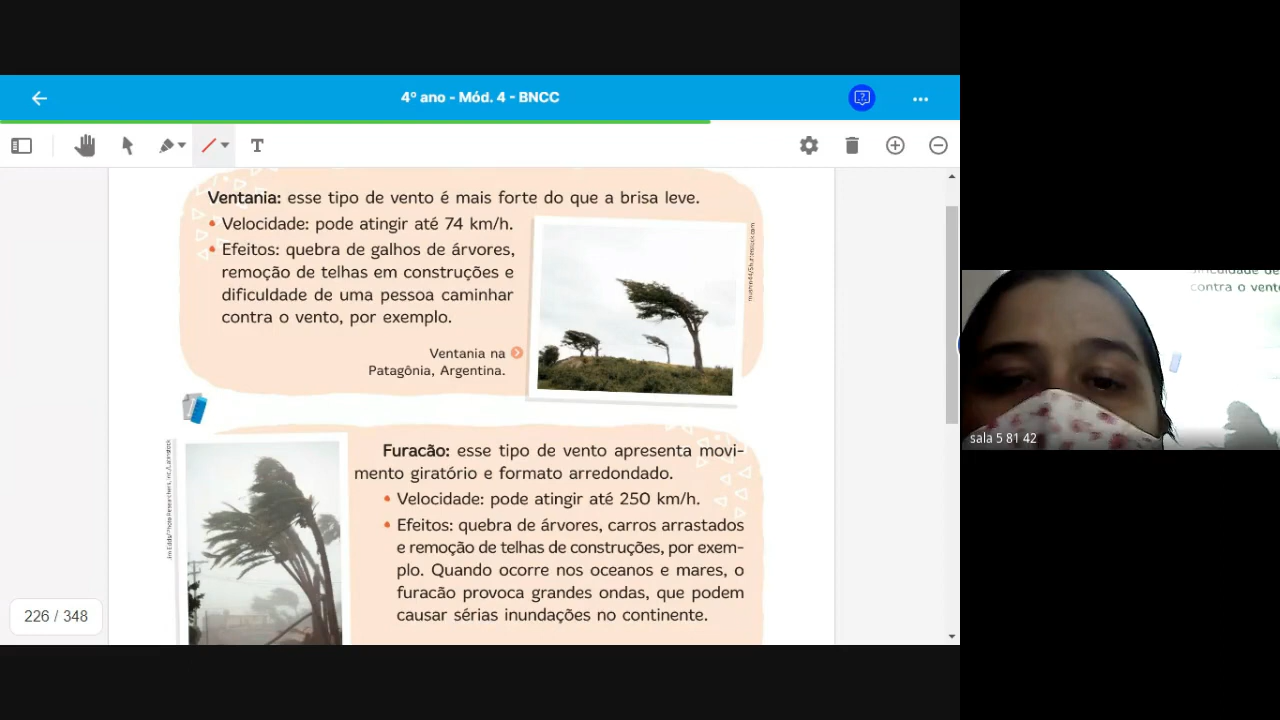 4º ano - Mód. 4 - BNCC
T
Ventania: esse tipo de vento é mais forte do que a brisa leve.
• Velocidade: pode atingir até 74 km/h.
• Efeitos: quebra de galhos de árvores,
remoção de telhas em construções e
dificuldade de uma pessoa caminhar
contra o vento, por exemplo.
Ventania na
Patagônia, Argentina.
Furacão: esse tipo de vento apresenta movi-
mento giratório e formato arredondado.
• Velocidade: pode atingir até 250 km/h.
• Efeitos: quebra de árvores, carros arrastados
e remoção de telhas de construções, por exem-
plo. Quando ocorre nos oceanos e mares, o
furacão provoca grandes ondas, que podem
causar sérias inundações no continente.
226 / 348
contra o vento
sala 5 81 42